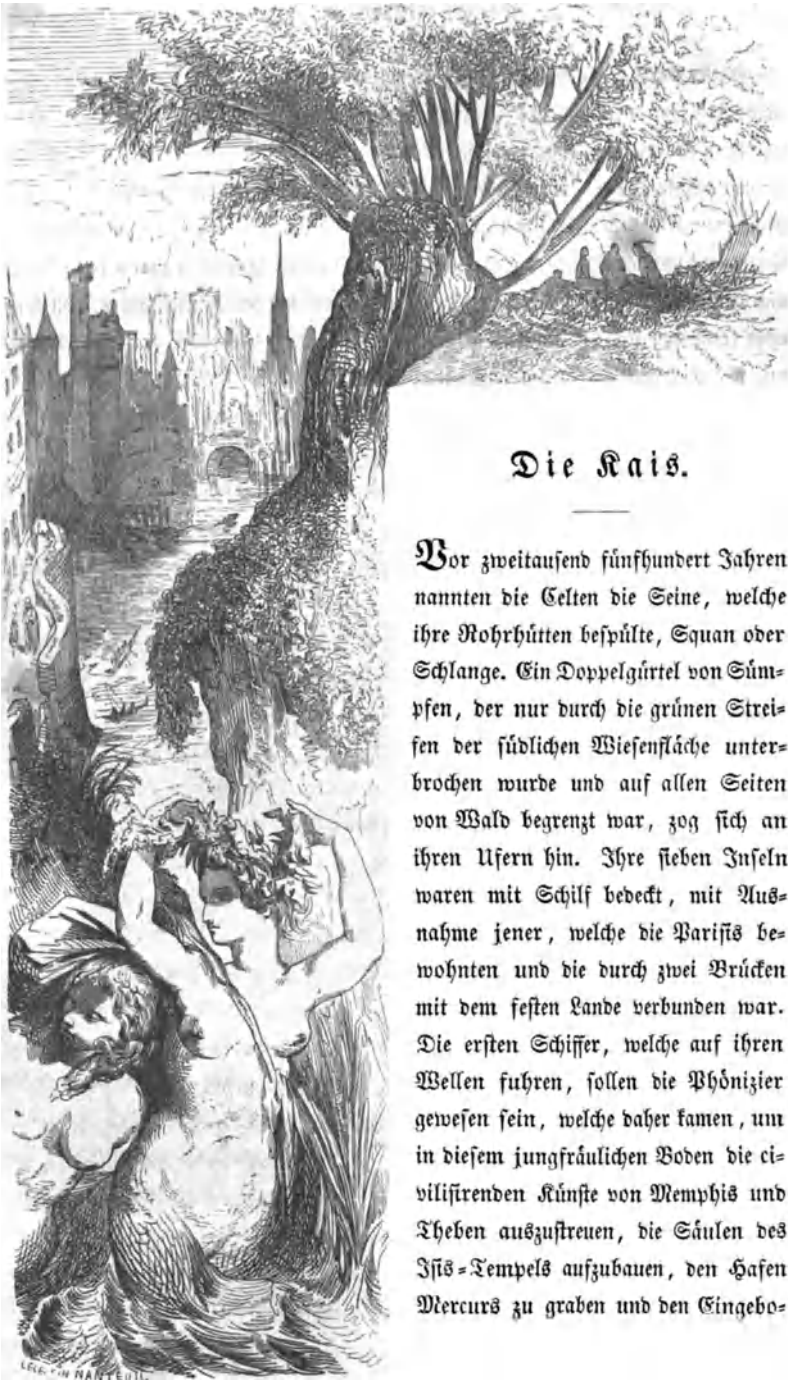 Die Kais.
Vor zweitausend fünfhundert Jahren
nannten die Celten die Seine, welche
ihre Rohrhütten bespülte, Squan oder
Schlange. Ein Doppelgürtel von Süm=
pfen, der nur durch die grünen Strei=
fen der südlichen Wiesenfläche unter=
brochen wurde und auf allen Seiten
von Wald begrenzt war, zog sich an
ihren Ufern hin. Ihre sieben Inseln
waren mit Schilf bedeckt, mit Aus=
nahme jener, welche die Parisis be=
wohnten und die durch zwei Brücken
mit dem festen Lande verbunden war.
Die ersten Schiffer, welche auf ihren
Wellen fuhren, sollen die Phönizier
gewesen sein, welche daher kamen, um
in diesem jungfräulichen Boden die ci=
vilisirenden Künste von Memphis und
Theben auszustreuen, die Säulen des
Isis=Tempels aufzubauen, den Hafen
Mercurs zu graben und den Eingebo=
NANTEUIL